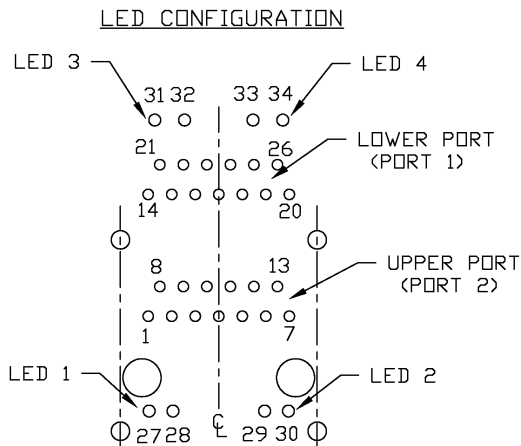 LED CONFIGURATION
LED 3
LED 4
31 32 33 34
21 26
LOWER PORT
(PORT 1)
14 20
8 13
UPPER PORT
(PORT 2)
1 7
LED 1
LED 2
27 28 ℄ 29 30